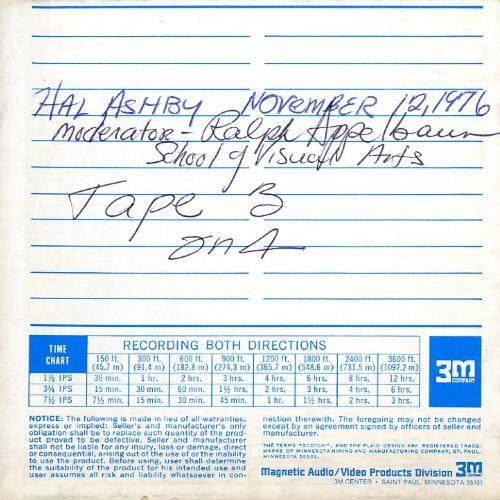 HAL ASHBY NOVEMBER 12, 1976
Moderator - Ralph Appelbaum
School of Visual Arts
Tape B
on A
TIME CHART RECORDING BOTH DIRECTIONS
150 ft. (45.7 m) 300 ft. (91.4 m) 600 ft. (182.8 m) 900 ft. (274.3 m) 1200 ft. (365.7 m) 1800 ft. (548.6 m) 2400 ft. (731.5 m) 3600 ft. (1097.2 m)
1⅞ IPS 30 min. 1 hr. 2 hrs. 3 hrs. 4 hrs. 6 hrs. 8 hrs. 12 hrs.
3¾ IPS 15 min. 30 min. 60 min. 1½ hrs. 2 hrs. 3 hrs. 4 hrs. 6 hrs.
7½ IPS 7½ min. 15 min. 30 min. 45 min. 1 hr. 1½ hrs. 2 hrs. 3 hrs.
3M COMPANY
NOTICE: The following is made in lieu of all warranties,
express or implied: Seller's and manufacturer's only
obligation shall be to replace such quantity of the prod-
uct proved to be defective. Seller and manufacturer
shall not be liable for any injury, loss or damage, direct
or consequential, arising out of the use of or the inability
to use the product. Before using, user shall determine
the suitability of the product for his intended use and
user assumes all risk and liability whatsoever in con-
nection therewith. The foregoing may not be changed
except by an agreement signed by officers of seller and
manufacturer.
THE TERMS "SCOTCH", AND THE PLAID DESIGN ARE REGISTERED TRADE-
MARKS OF MINNESOTA MINING AND MANUFACTURING COMPANY, ST. PAUL,
MINNESOTA 55101.
Magnetic Audio/Video Products Division 3M COMPANY
3M CENTER • SAINT PAUL, MINNESOTA 55101